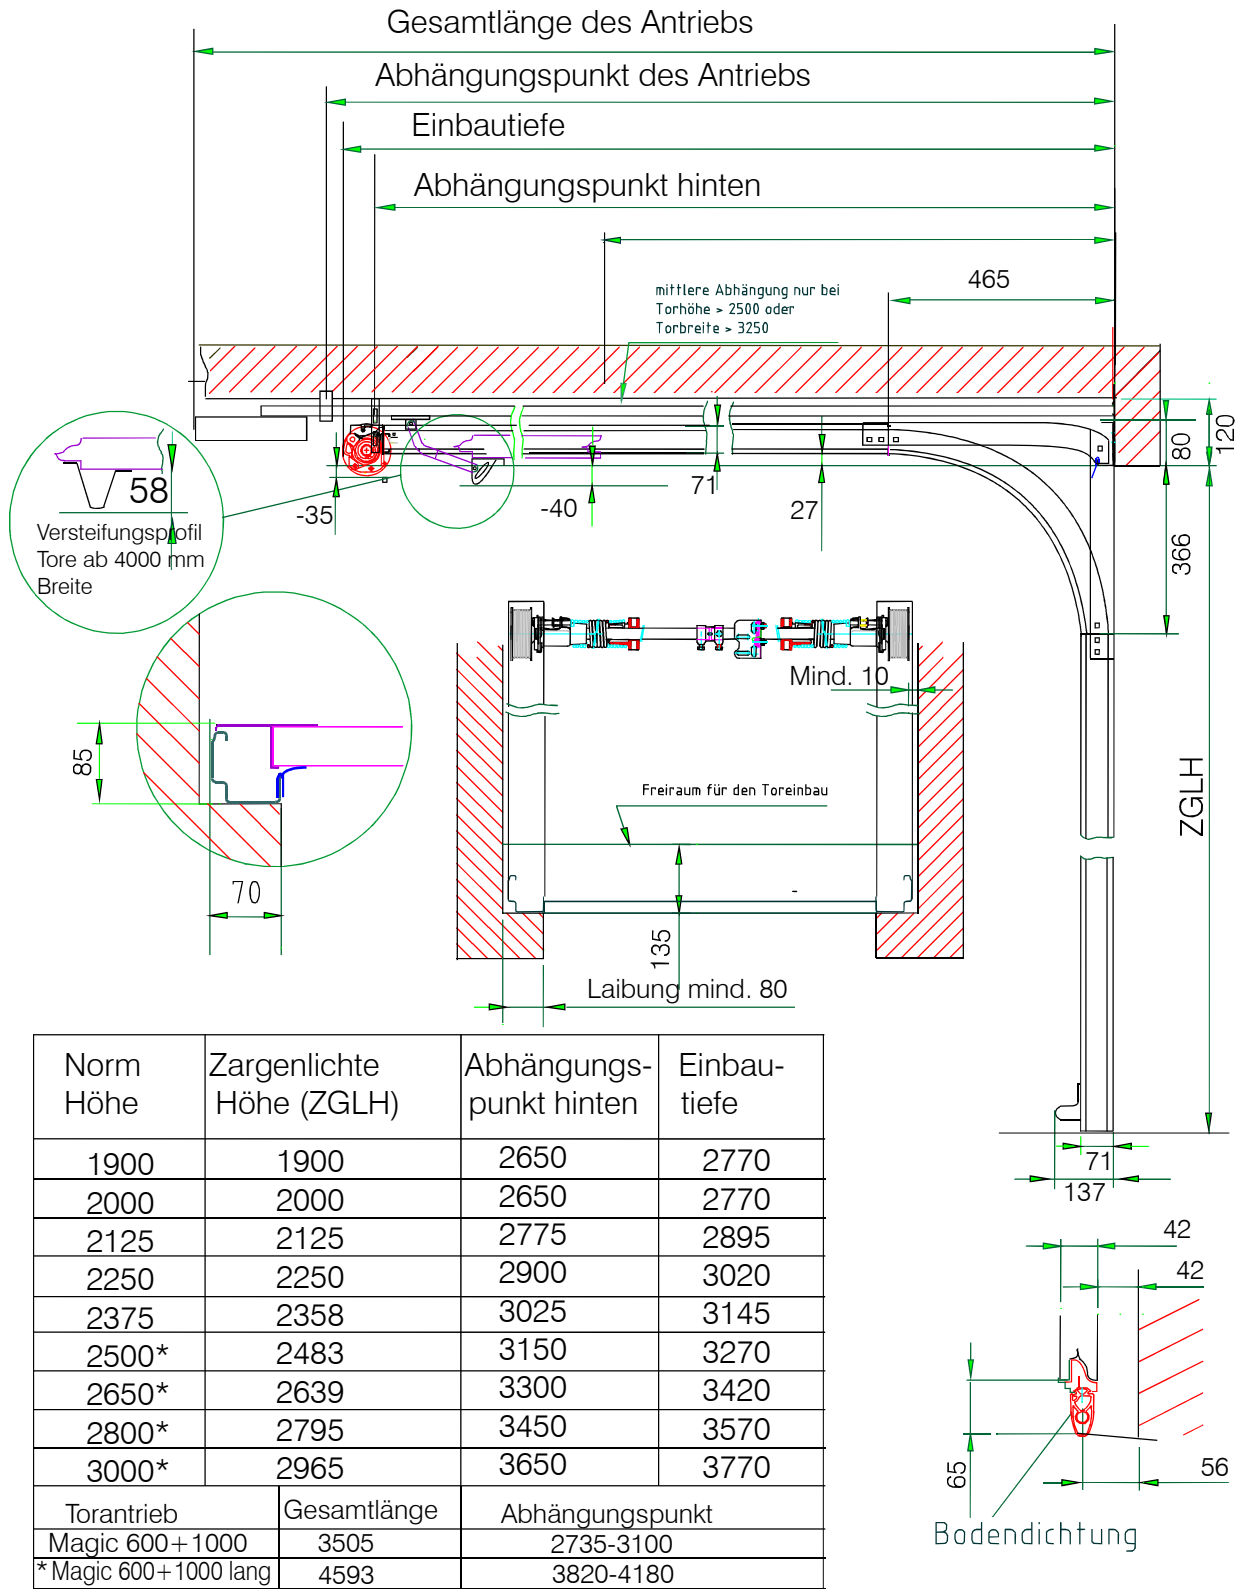 Gesamtlänge des Antriebs
Abhängungspunkt des Antriebs
Einbautiefe
Abhängungspunkt hinten
465
mittlere Abhängung nur bei
Torhöhe > 2500 oder
Torbreite > 3250
80
120
58
-35
-40
71
27
Versteifungsprofil
Tore ab 4000 mm
Breite
366
Mind. 10
85
70
Freiraum für den Toreinbau
ZGLH
135
Laibung mind. 80
71
137
42
42
65
56
Bodendichtung
Norm Höhe Zargenlichte Höhe (ZGLH) Abhängungs-punkt hinten Einbau-tiefe
1900 1900 2650 2770
2000 2000 2650 2770
2125 2125 2775 2895
2250 2250 2900 3020
2375 2358 3025 3145
2500* 2483 3150 3270
2650* 2639 3300 3420
2800* 2795 3450 3570
3000* 2965 3650 3770
Torantrieb Gesamtlänge Abhängungspunkt
Magic 600+1000 3505 2735-3100
* Magic 600+1000 lang 4593 3820-4180